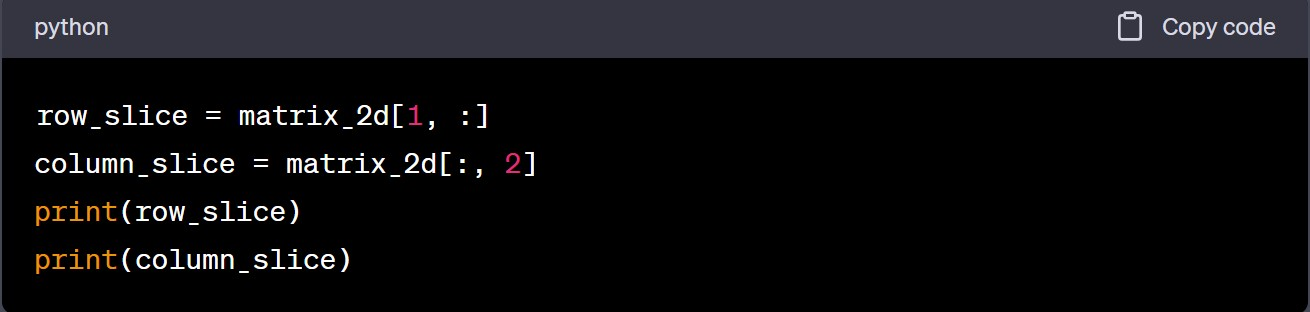 python
Copy code
row_slice = matrix_2d[1, :]
column_slice = matrix_2d[:, 2]
print(row_slice)
print(column_slice)